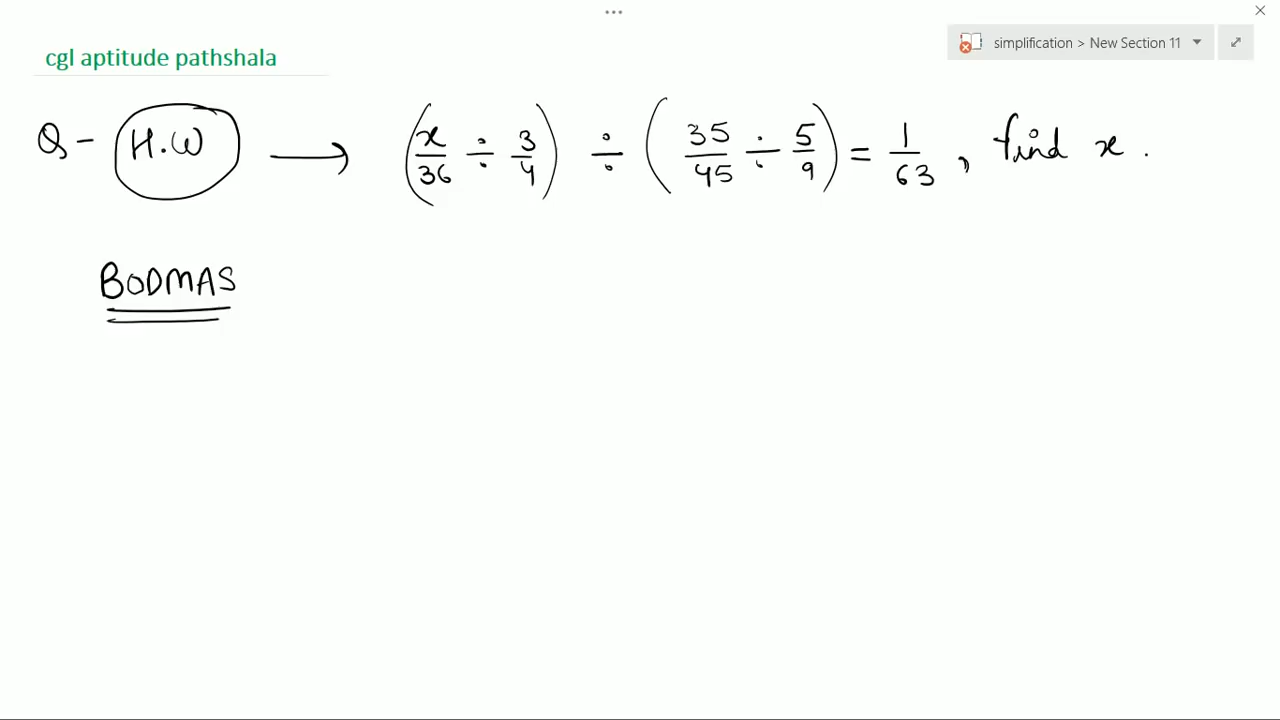 cgl aptitude pathshala
simplification > New Section 11
Q - H.W → (x/36 ÷ 3/4) ÷ (35/45 ÷ 5/9) = 1/63, find x.
BODMAS